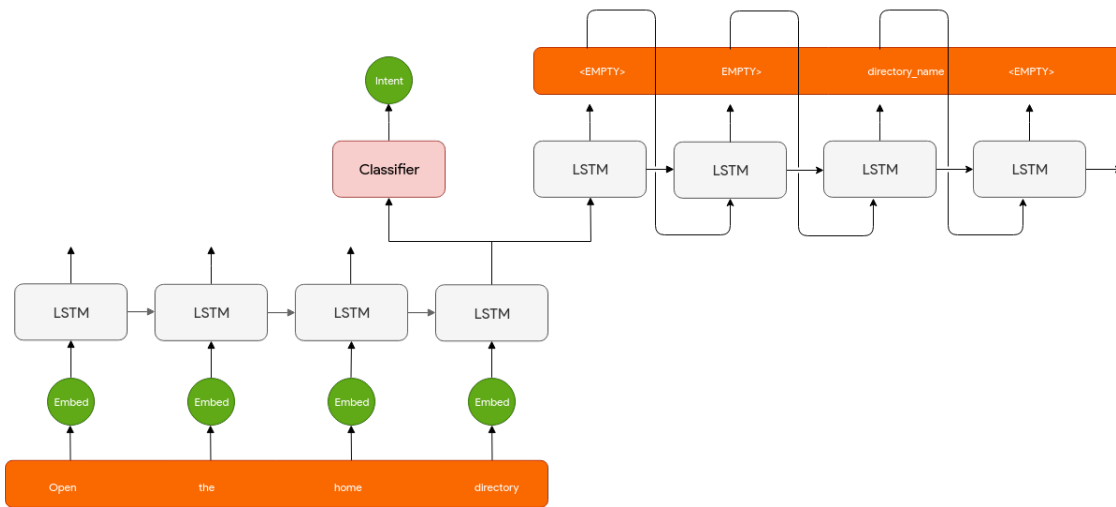 <EMPTY> EMPTY> directory_name <EMPTY>
Intent
Classifier
LSTM LSTM LSTM LSTM
LSTM LSTM LSTM LSTM
Embed Embed Embed Embed
Open the home directory